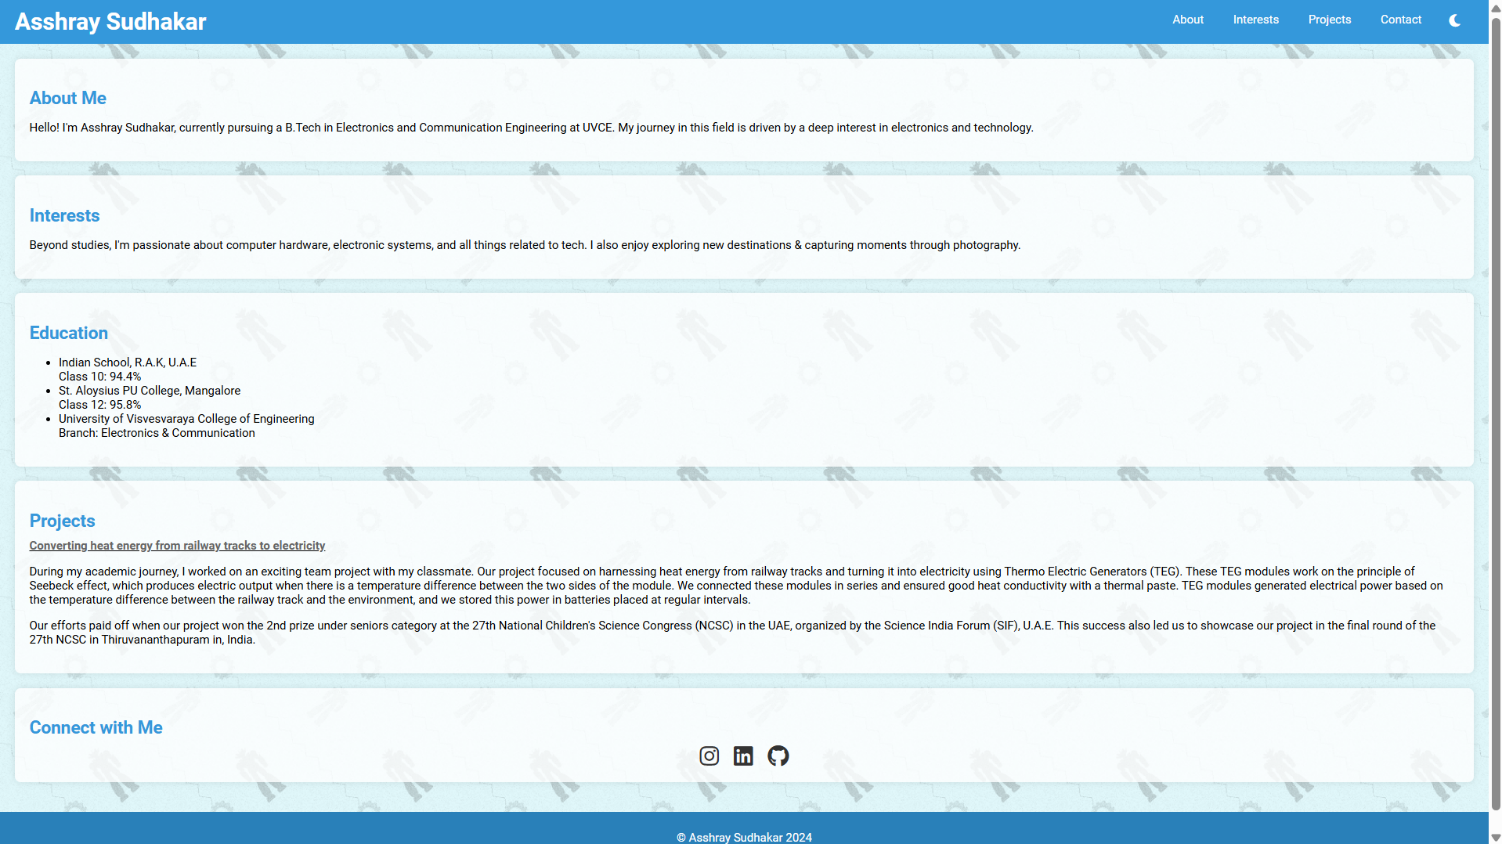 Asshray Sudhakar
About
Interests
Projects
Contact
About Me
Hello! I'm Asshray Sudhakar, currently pursuing a B.Tech in Electronics and Communication Engineering at UVCE. My journey in this field is driven by a deep interest in electronics and technology.
Interests
Beyond studies, I'm passionate about computer hardware, electronic systems, and all things related to tech. I also enjoy exploring new destinations & capturing moments through photography.
Education
• Indian School, R.A.K, U.A.E
Class 10: 94.4%
• St. Aloysius PU College, Mangalore
Class 12: 95.8%
• University of Visvesvaraya College of Engineering
Branch: Electronics & Communication
Projects
Converting heat energy from railway tracks to electricity
During my academic journey, I worked on an exciting team project with my classmate. Our project focused on harnessing heat energy from railway tracks and turning it into electricity using Thermo Electric Generators (TEG). These TEG modules work on the principle of
Seebeck effect, which produces electric output when there is a temperature difference between the two sides of the module. We connected these modules in series and ensured good heat conductivity with a thermal paste. TEG modules generated electrical power based on
the temperature difference between the railway track and the environment, and we stored this power in batteries placed at regular intervals.
Our efforts paid off when our project won the 2nd prize under seniors category at the 27th National Children's Science Congress (NCSC) in the UAE, organized by the Science India Forum (SIF), U.A.E. This success also led us to showcase our project in the final round of the
27th NCSC in Thiruvananthapuram in, India.
Connect with Me
in
© Asshray Sudhakar 2024